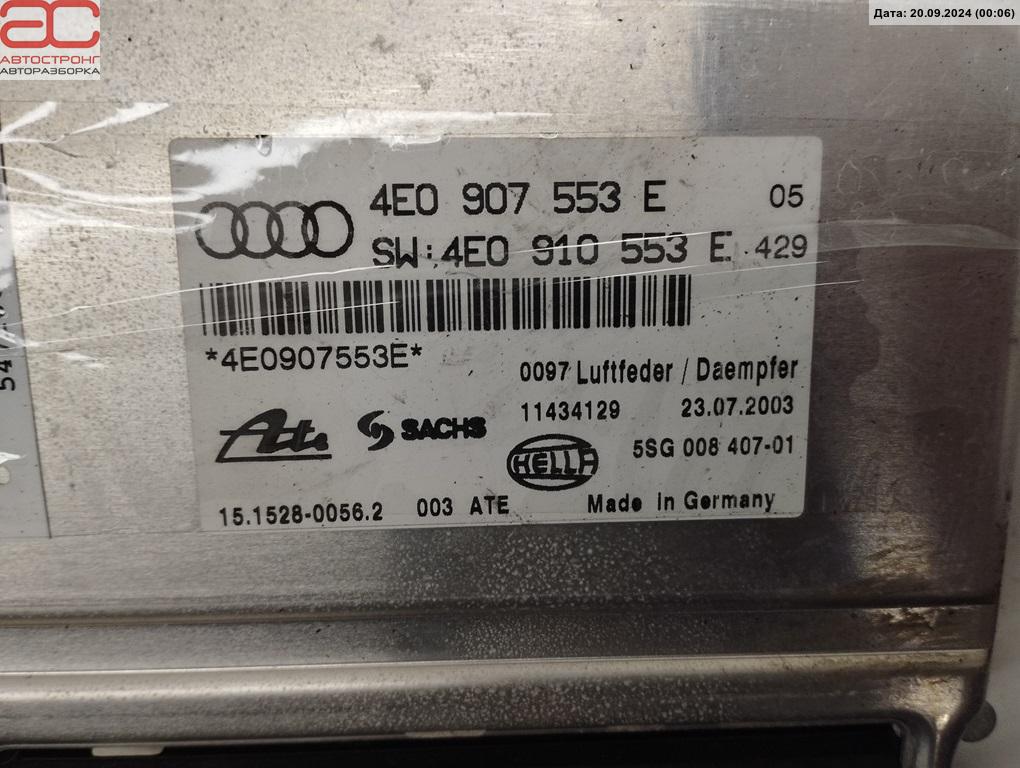 АС
АВТОСТРОНГ
АВТОРАЗБОРКА
Дата: 20.09.2024 (00:06)
4E0 907 553 E 05
SW:4E0 910 553 E 429
*4E0907553E*
0097 Luftfeder / Daempfer
11434129 23.07.2003
Ate SACHS HELLA 5SG 008 407-01
15.1528-0056.2 003 ATE Made in Germany